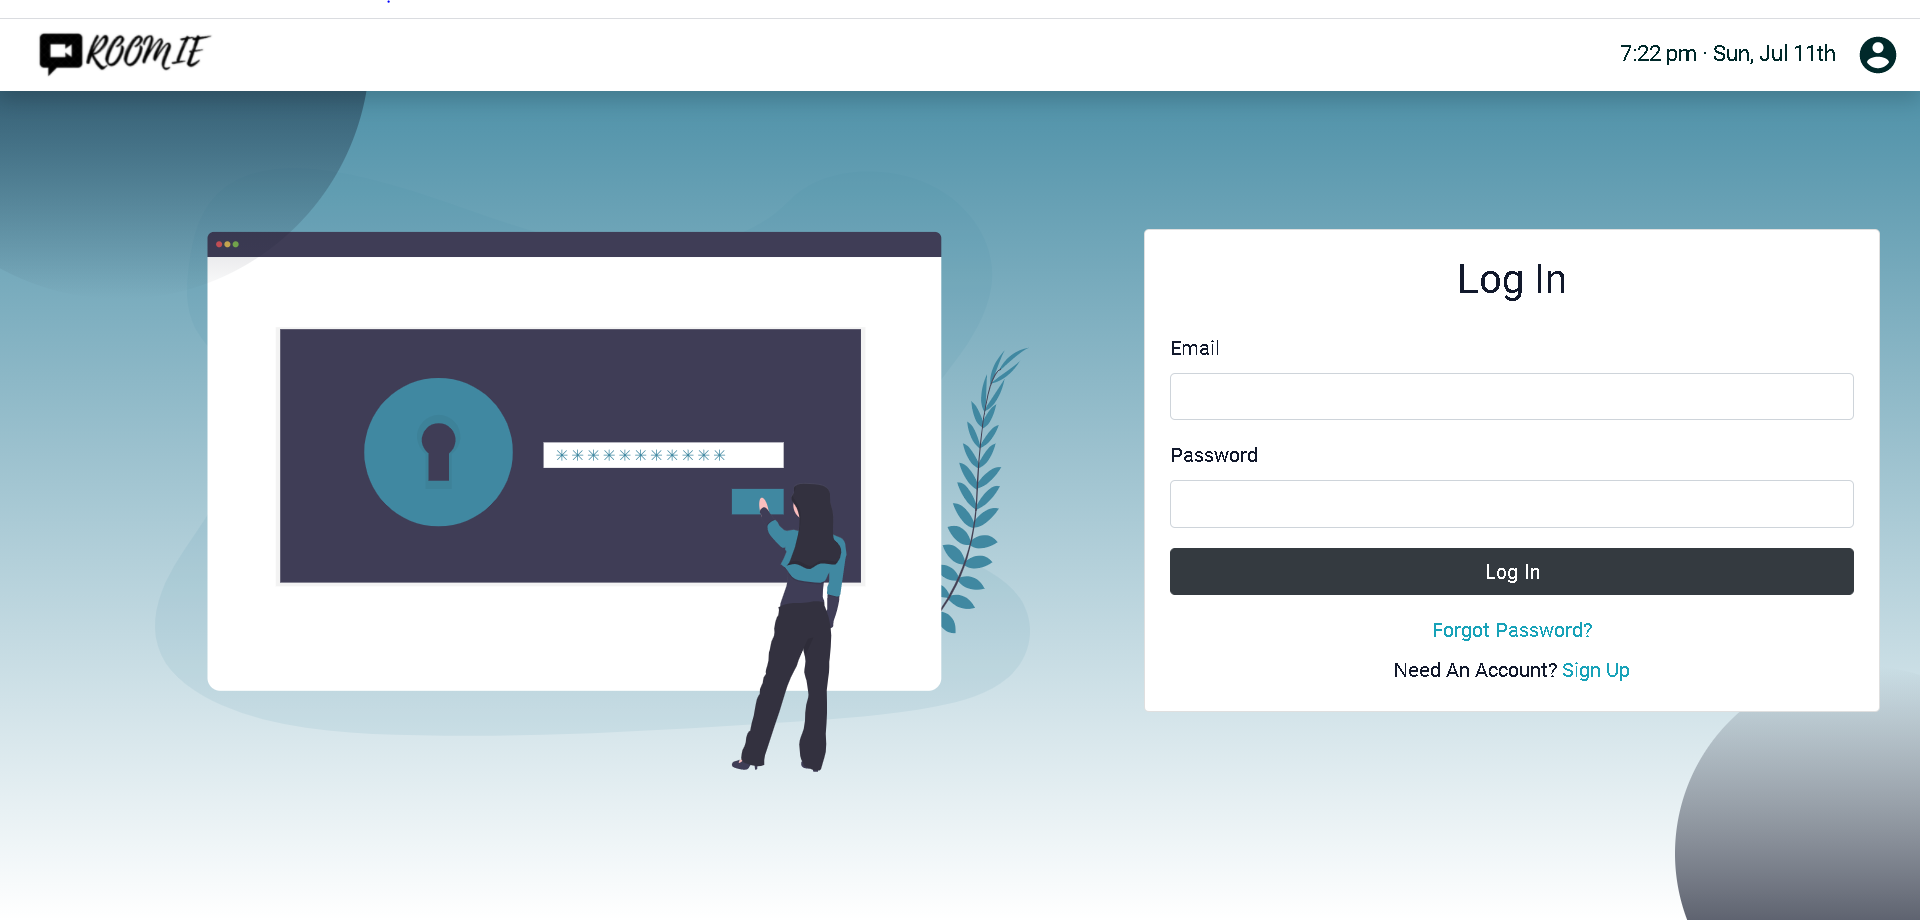 ROOMIE
7:22 pm · Sun, Jul 11th
Log In
Email
Password
***********
Log In
Forgot Password?
Need An Account? Sign Up